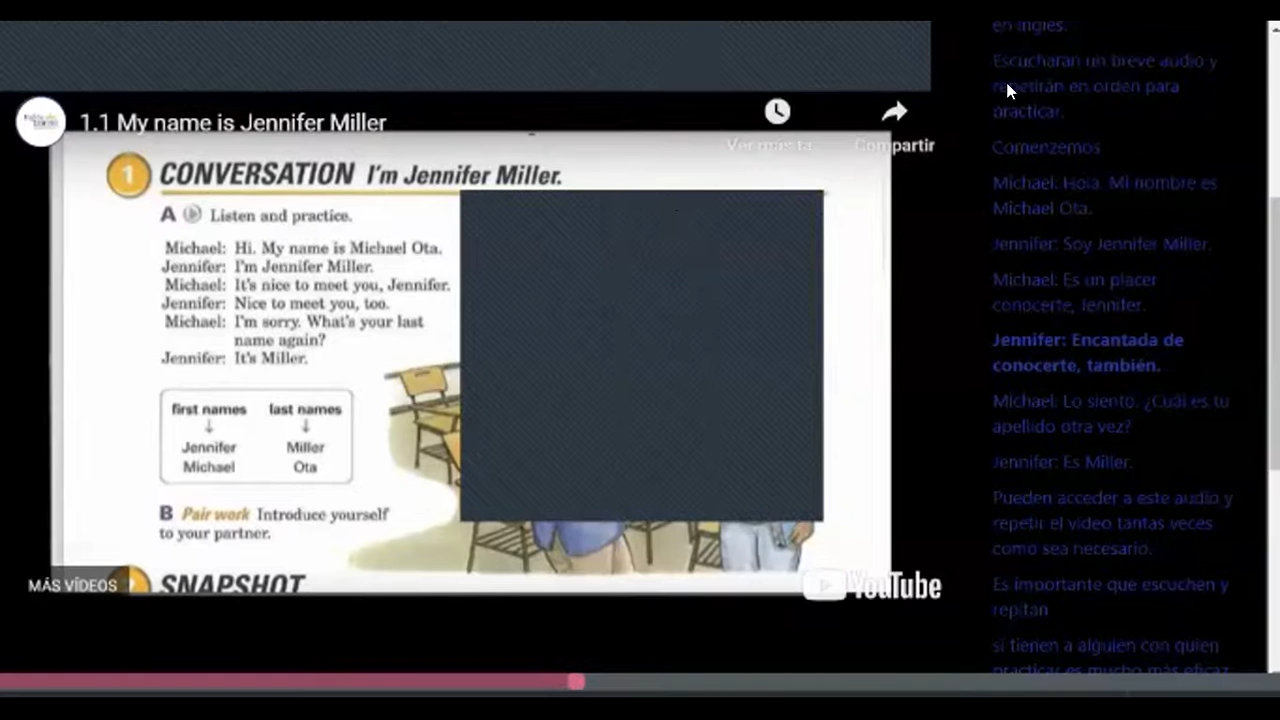 1.1 My name is Jennifer Miller
Ver más ta
Compartir
1 CONVERSATION I'm Jennifer Miller.
A Listen and practice.
Michael: Hi. My name is Michael Ota.
Jennifer: I'm Jennifer Miller.
Michael: It's nice to meet you, Jennifer.
Jennifer: Nice to meet you, too.
Michael: I'm sorry. What's your last
name again?
Jennifer: It's Miller.
first names last names
Jennifer Miller
Michael Ota
B Pair work Introduce yourself
to your partner.
SNAPSHOT
MÁS VÍDEOS
YouTube
en inglés.
Escucharán un breve audio y
repetirán en orden para
practicar.
Comenzemos
Michael: Hola. Mi nombre es
Michael Ota.
Jennifer: Soy Jennifer Miller.
Michael: Es un placer
conocerte, Jennifer.
Jennifer: Encantada de
conocerte, también.
Michael: Lo siento. ¿Cuál es tu
apellido otra vez?
Jennifer: Es Miller.
Pueden acceder a este audio y
repetir el video tantas veces
como sea necesario.
Es importante que escuchen y
repitan
si tienen a alguien con quien
practicar es mucho más eficaz